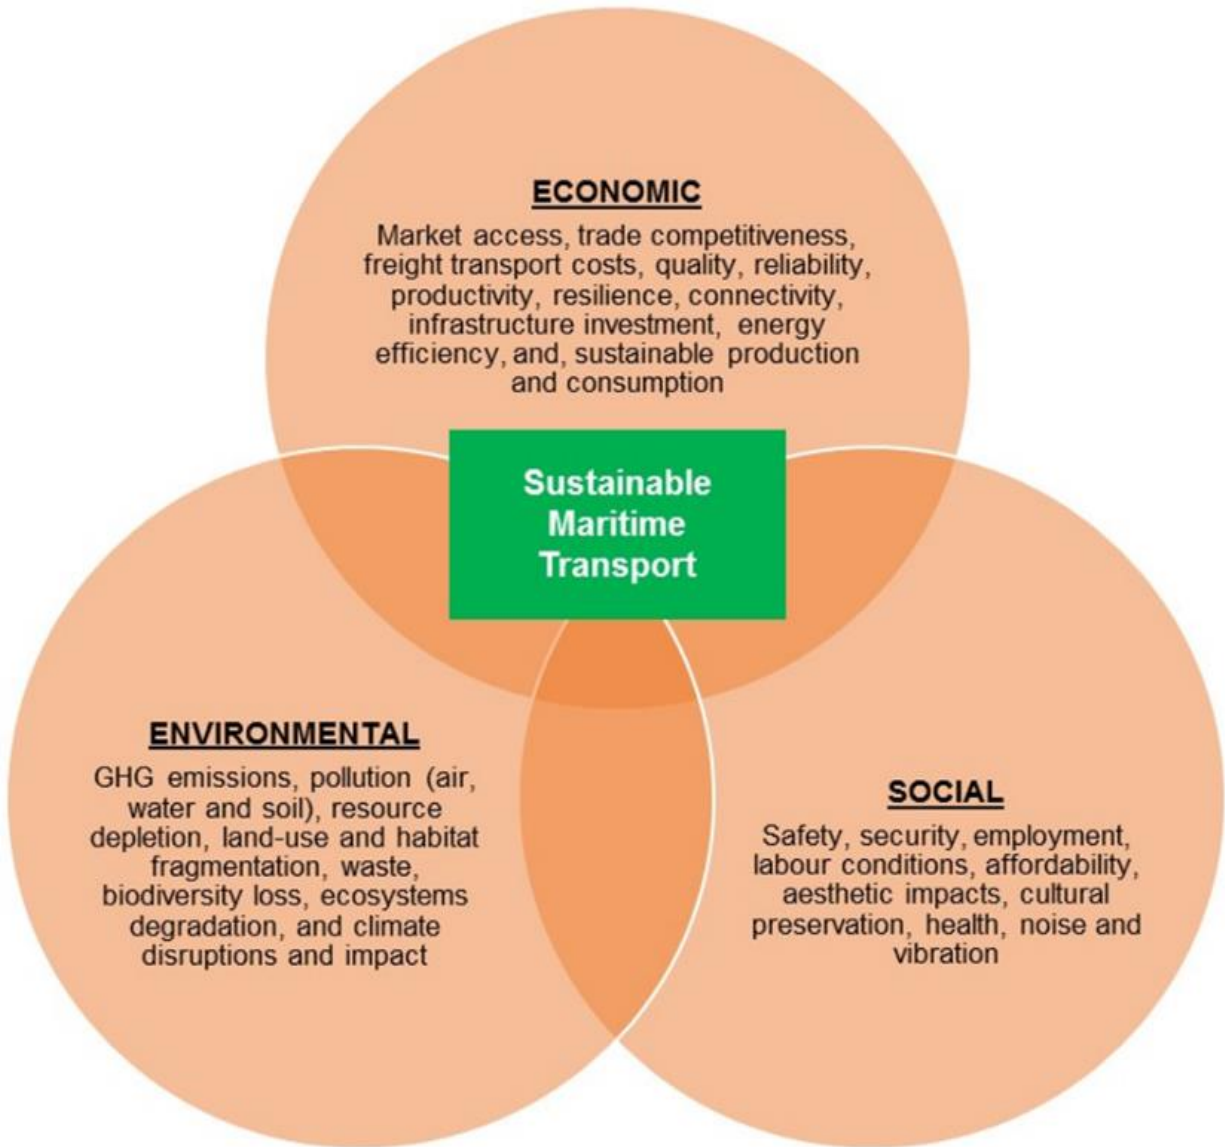 ECONOMIC
Market access, trade competitiveness,
freight transport costs, quality, reliability,
productivity, resilience, connectivity,
infrastructure investment, energy
efficiency, and, sustainable production
and consumption
Sustainable
Maritime
Transport
ENVIRONMENTAL
GHG emissions, pollution (air,
water and soil), resource
depletion, land-use and habitat
fragmentation, waste,
biodiversity loss, ecosystems
degradation, and climate
disruptions and impact
SOCIAL
Safety, security, employment,
labour conditions, affordability,
aesthetic impacts, cultural
preservation, health, noise and
vibration